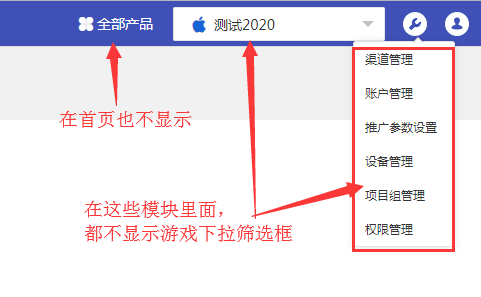 全部产品
测试2020
渠道管理
账户管理
推广参数设置
设备管理
项目组管理
权限管理
在首页也不显示
在这些模块里面，
都不显示游戏下拉筛选框